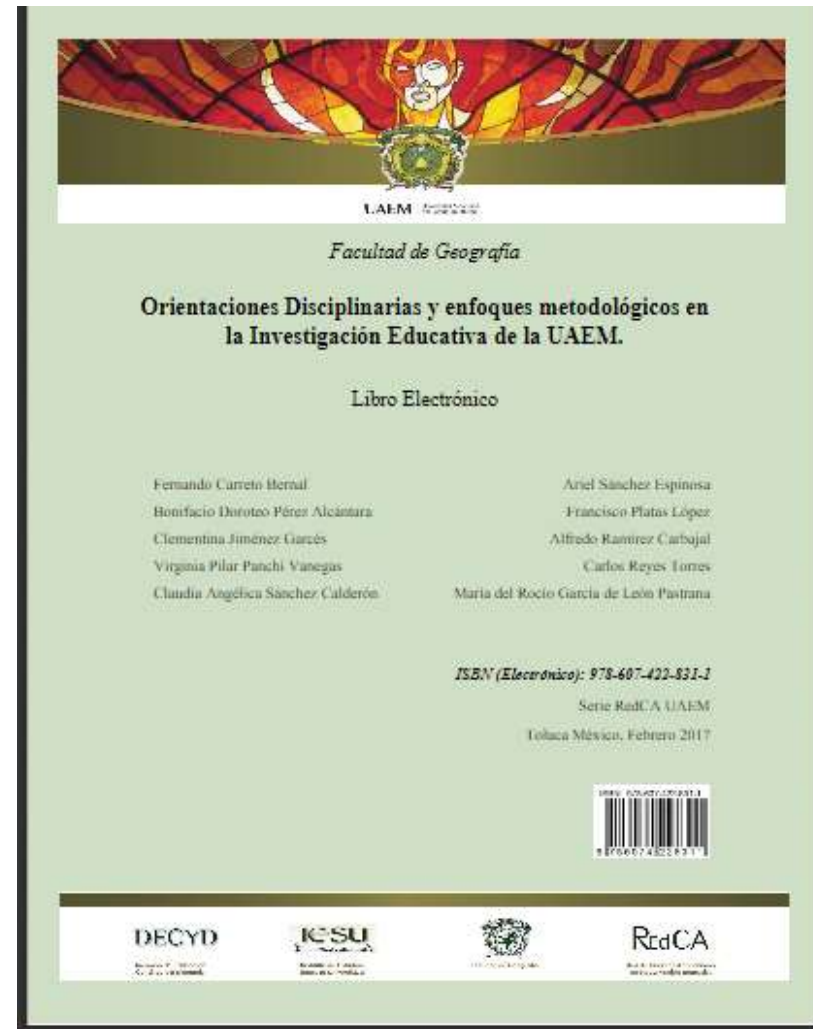 UAEM
Facultad de Geografía
Orientaciones Disciplinarias y enfoques metodológicos en
la Investigación Educativa de la UAEM.
Libro Electrónico
Fernando Carreto Bernal
Bonifacio Doroteo Pérez Alcántara
Clementina Jiménez Garcés
Virginia Pilar Panchi Vanegas
Claudia Angélica Sánchez Calderón
Ariel Sánchez Espinosa
Francisco Platas López
Alfredo Ramírez Carbajal
Carlos Reyes Torres
María del Rocío García de León Pastrana
ISBN (Electrónico): 978-607-422-831-1
Serie RedCA UAEM
Toluca México, Febrero 2017
DECYD
IESU
REdCA